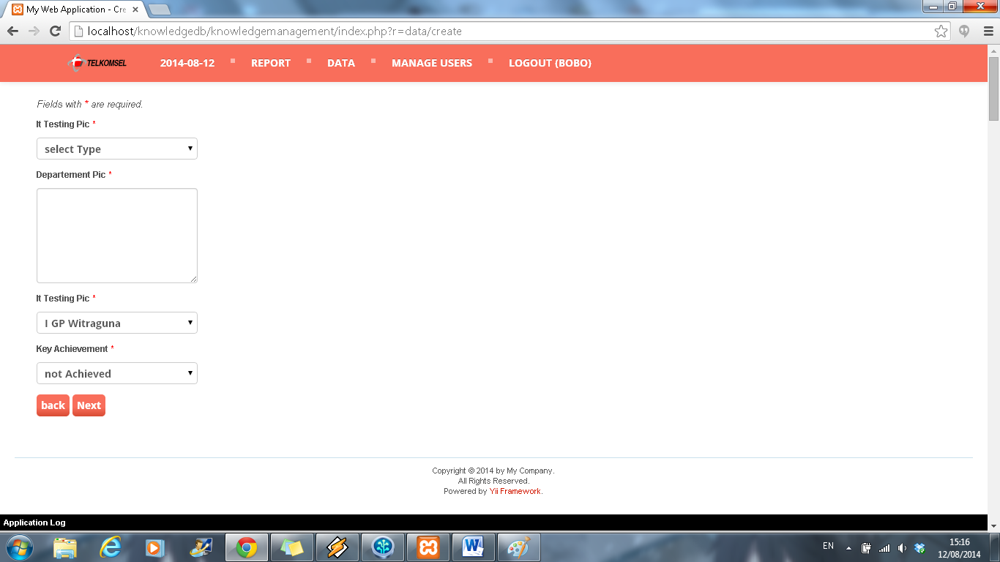 My Web Application - Cre
localhost/knowledgedb/knowledgemanagement/index.php?r=data/create
TELKOMSEL 2014-08-12 REPORT DATA MANAGE USERS LOGOUT (BOBO)
Fields with * are required.
It Testing Pic *
select Type
Departement Pic *
It Testing Pic *
I GP Witraguna
Key Achievement *
not Achieved
back Next
Copyright © 2014 by My Company.
All Rights Reserved.
Powered by Yii Framework.
Application Log
EN 15:16
12/08/2014